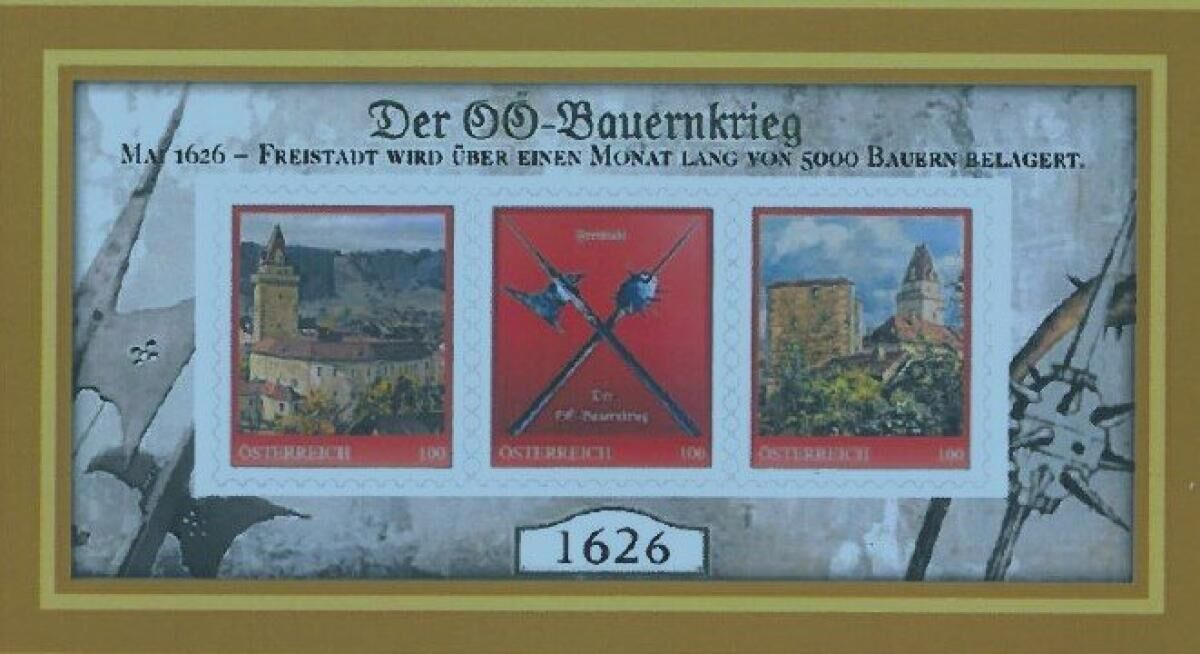 Der OÖ-Bauernkrieg
Mai 1626 – Freistadt wird über einen Monat lang von 5000 Bauern belagert.
Freistadt
Der
OÖ-Bauernkrieg
ÖSTERREICH 100
ÖSTERREICH 100
ÖSTERREICH 100
1626